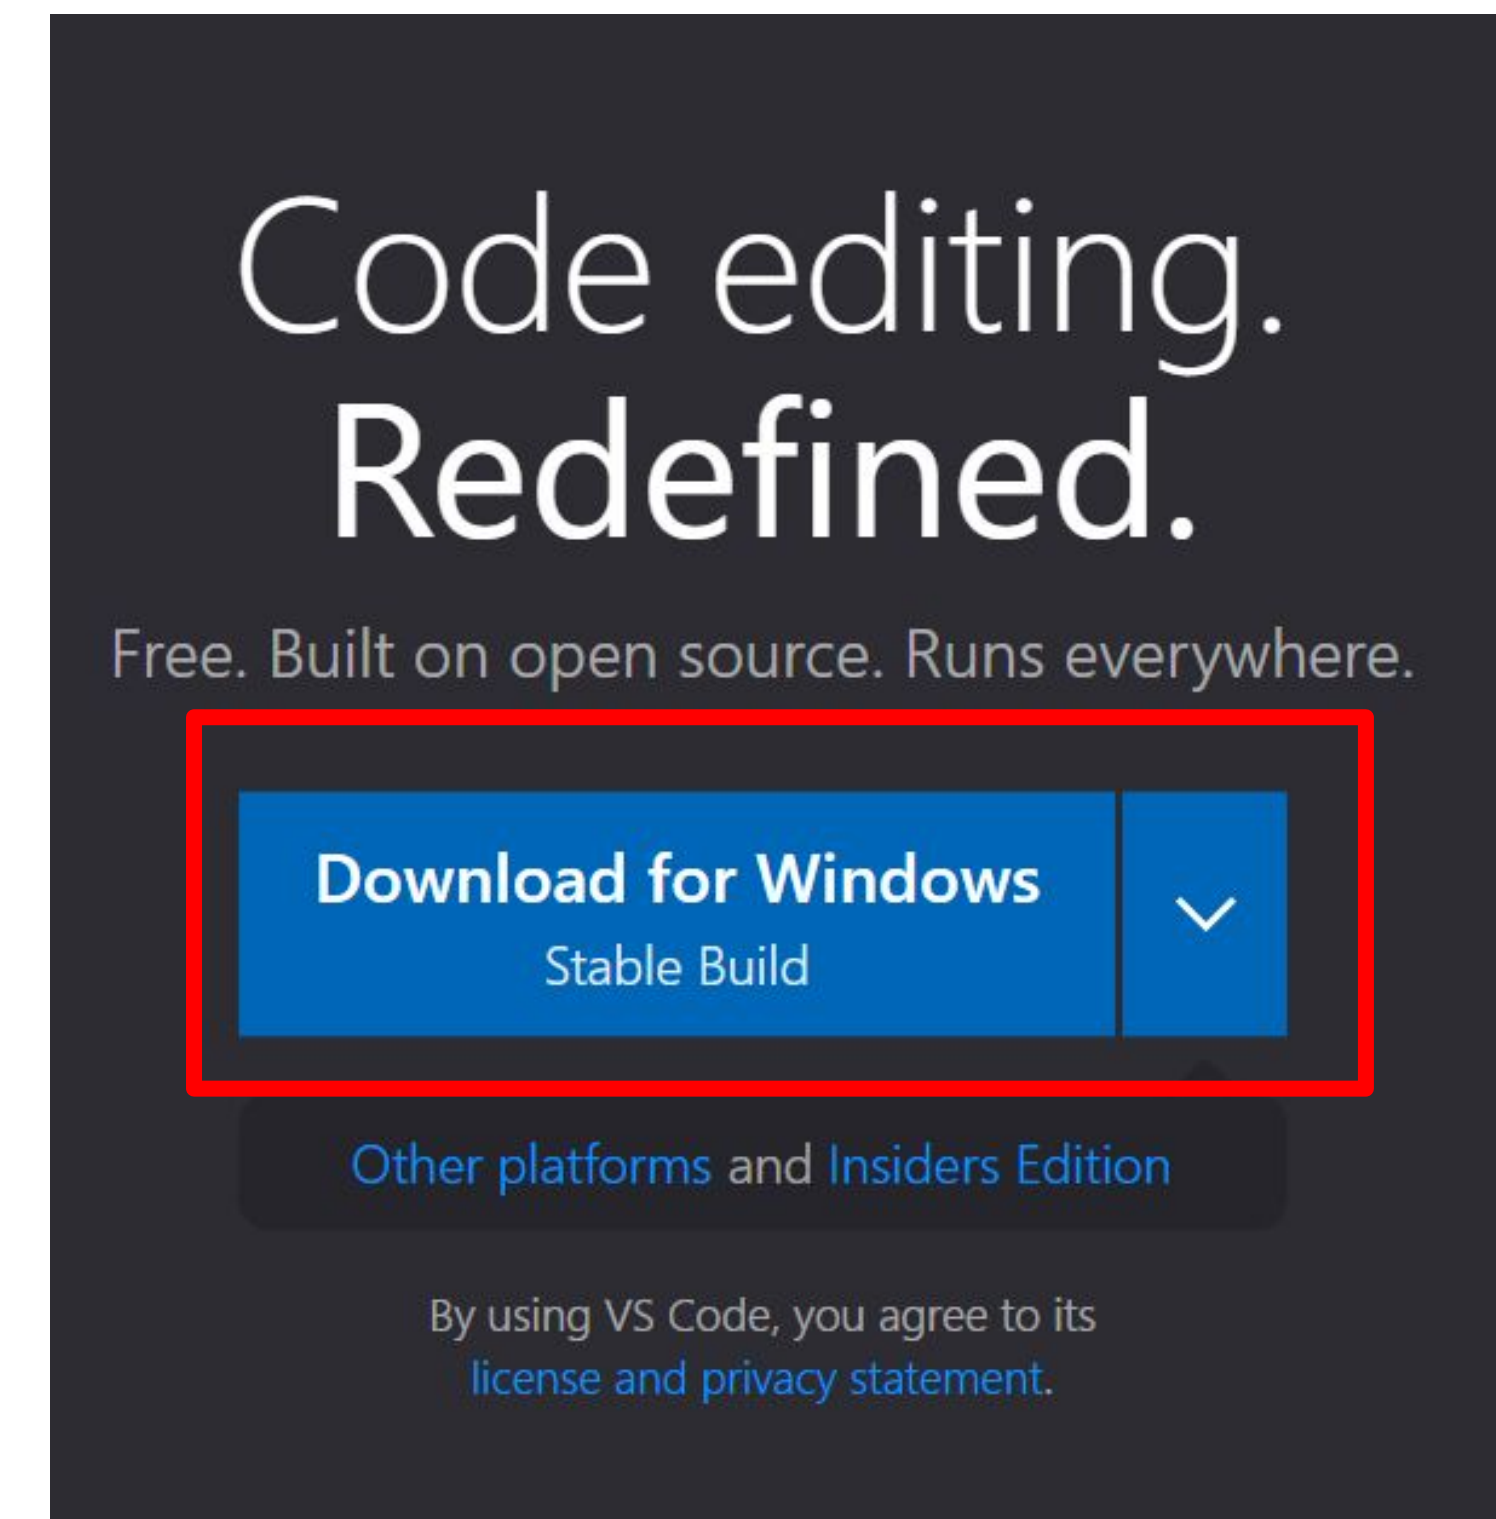 Code editing.
Redefined.
Free. Built on open source. Runs everywhere.
Download for Windows
Stable Build
Other platforms and Insiders Edition
By using VS Code, you agree to its
license and privacy statement.